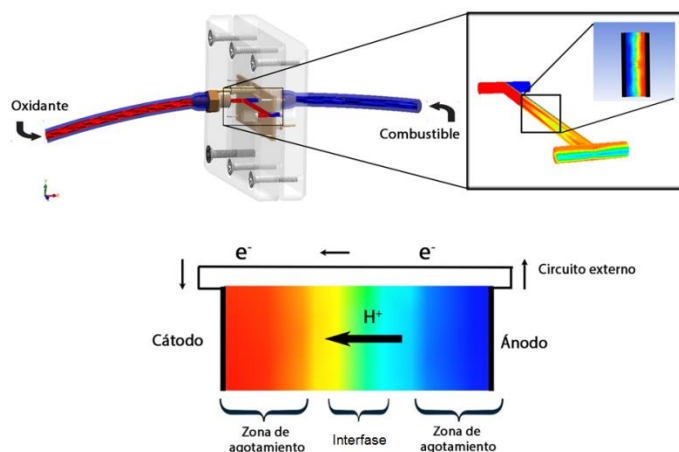 Oxidante
Combustible
e⁻ e⁻
Circuito externo
H⁺
Cátodo
Ánodo
Zona de
agotamiento
Interfase
Zona de
agotamiento